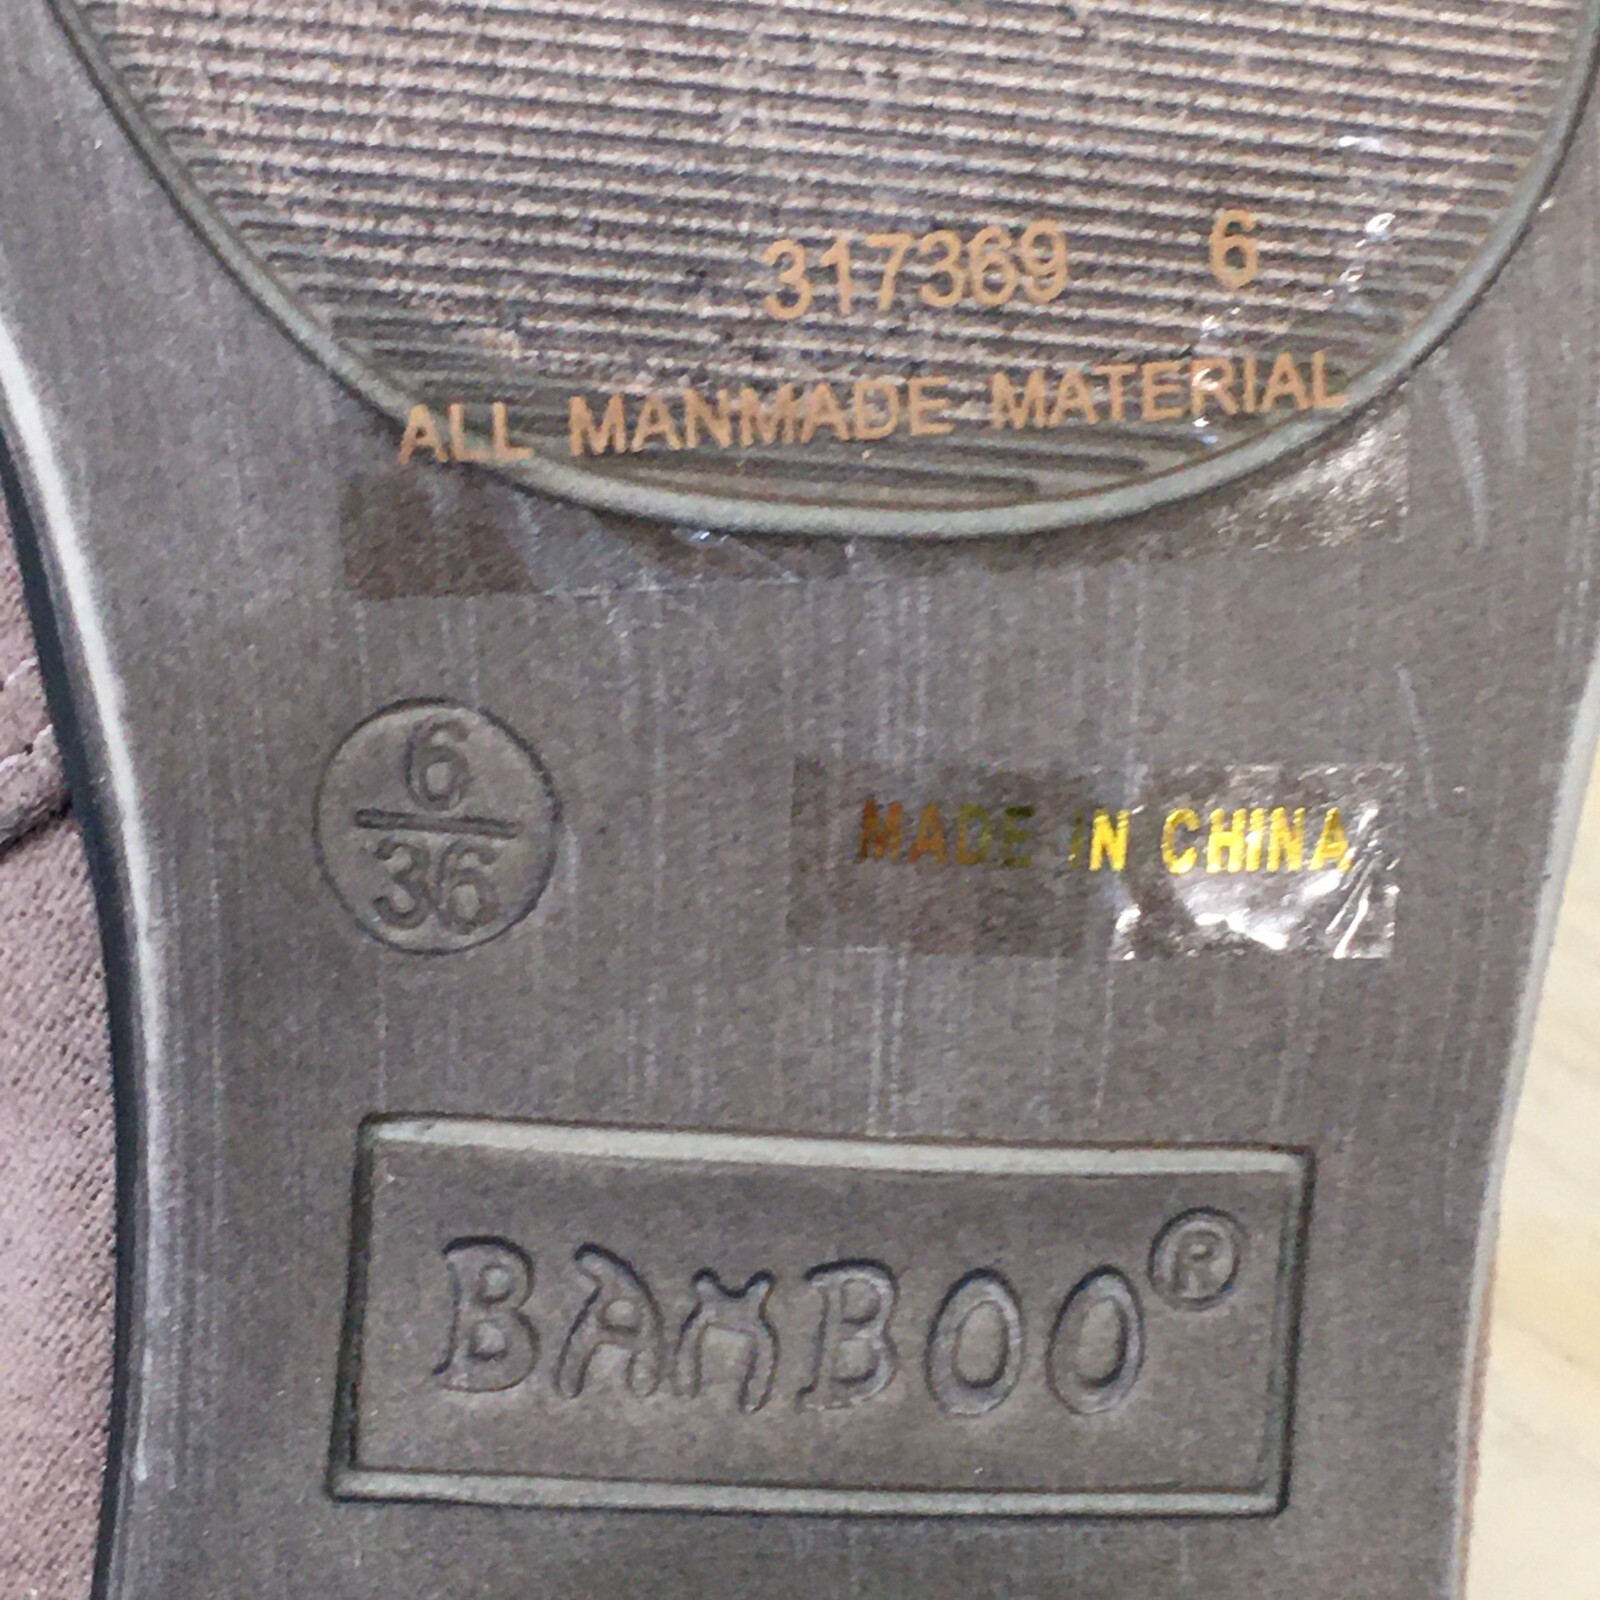 317369 6
ALL MANMADE MATERIAL
6
36
MADE IN CHINA
BAMBOO®